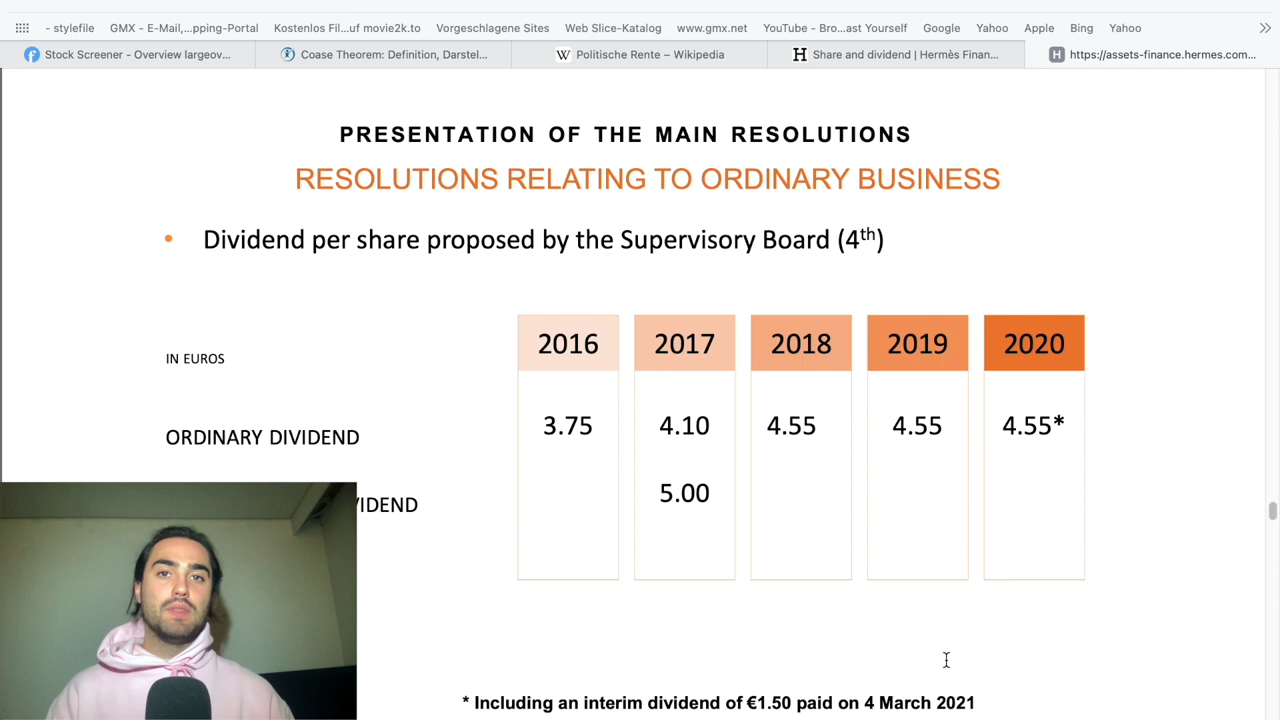 - stylefile GMX - E-Mail,...pping-Portal Kostenlos Fil...uf movie2k.to Vorgeschlagene Sites Web Slice-Katalog www.gmx.net YouTube - Bro...ast Yourself Google Yahoo Apple Bing Yahoo
Stock Screener - Overview largeov... Coase Theorem: Definition, Darstel... W Politische Rente – Wikipedia H Share and dividend | Hermès Finan... H https://assets-finance.hermes.com...
PRESENTATION OF THE MAIN RESOLUTIONS
RESOLUTIONS RELATING TO ORDINARY BUSINESS
• Dividend per share proposed by the Supervisory Board (4th)
IN EUROS 2016 2017 2018 2019 2020
ORDINARY DIVIDEND 3.75 4.10 4.55 4.55 4.55*
VIDEND 5.00
* Including an interim dividend of €1.50 paid on 4 March 2021